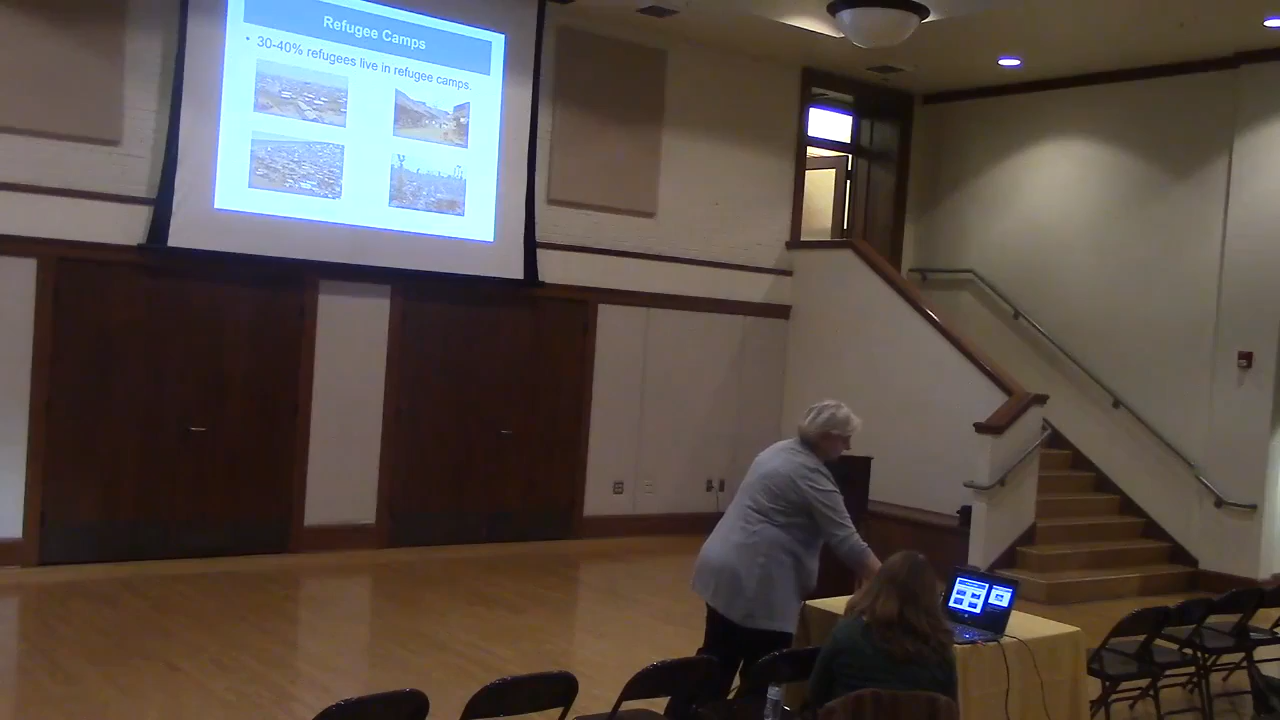 Refugee Camps
• 30-40% refugees live in refugee camps.